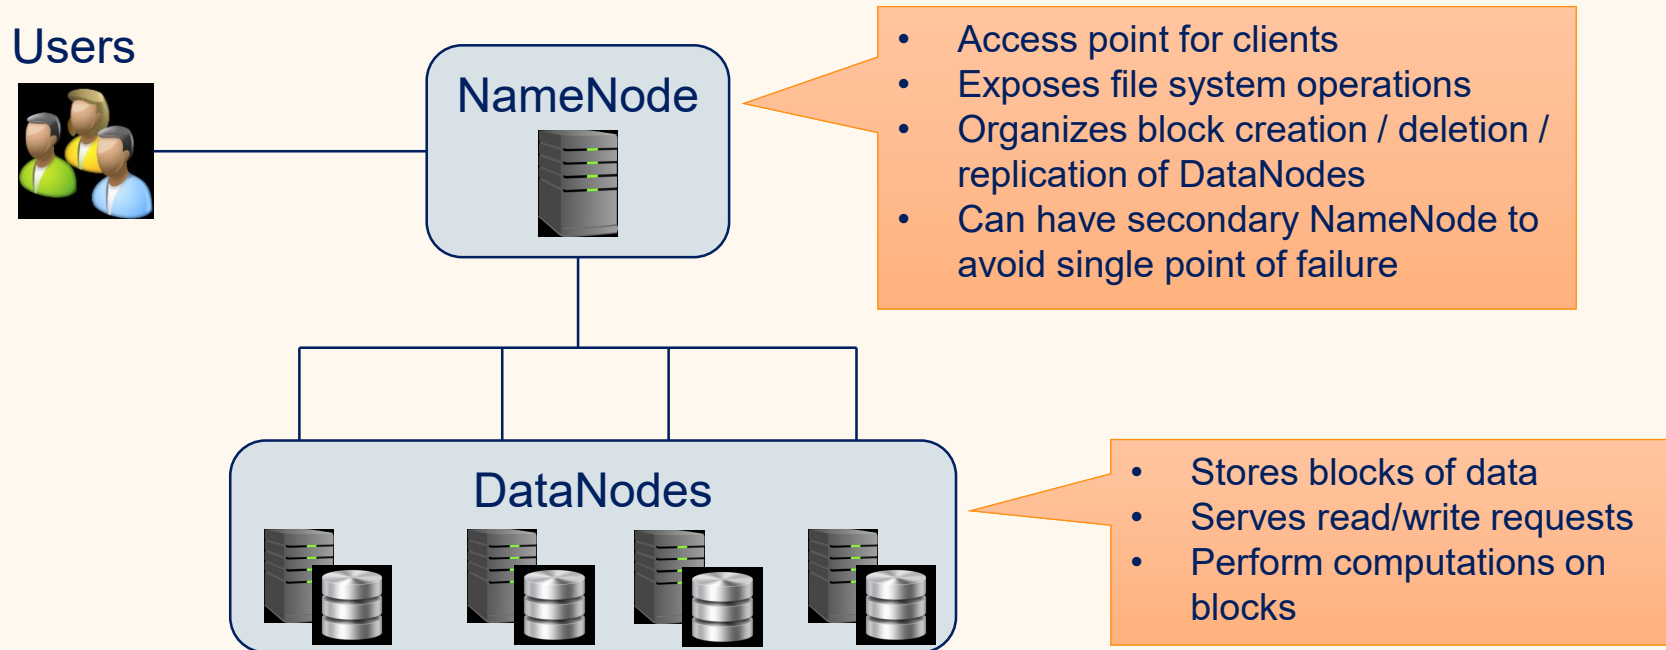 Users
NameNode
• Access point for clients
• Exposes file system operations
• Organizes block creation / deletion /
replication of DataNodes
• Can have secondary NameNode to
avoid single point of failure
DataNodes
• Stores blocks of data
• Serves read/write requests
• Perform computations on
blocks